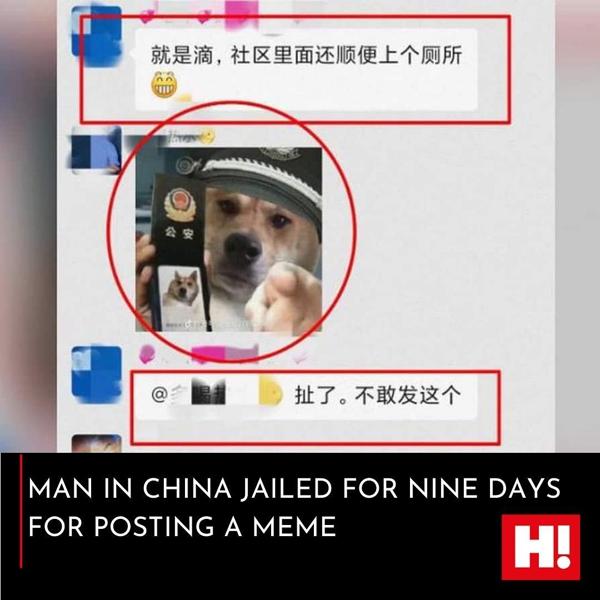 就是滴，社区里面还顺便上个厕所
公安
@
扯了。不敢发这个
MAN IN CHINA JAILED FOR NINE DAYS
FOR POSTING A MEME
H!